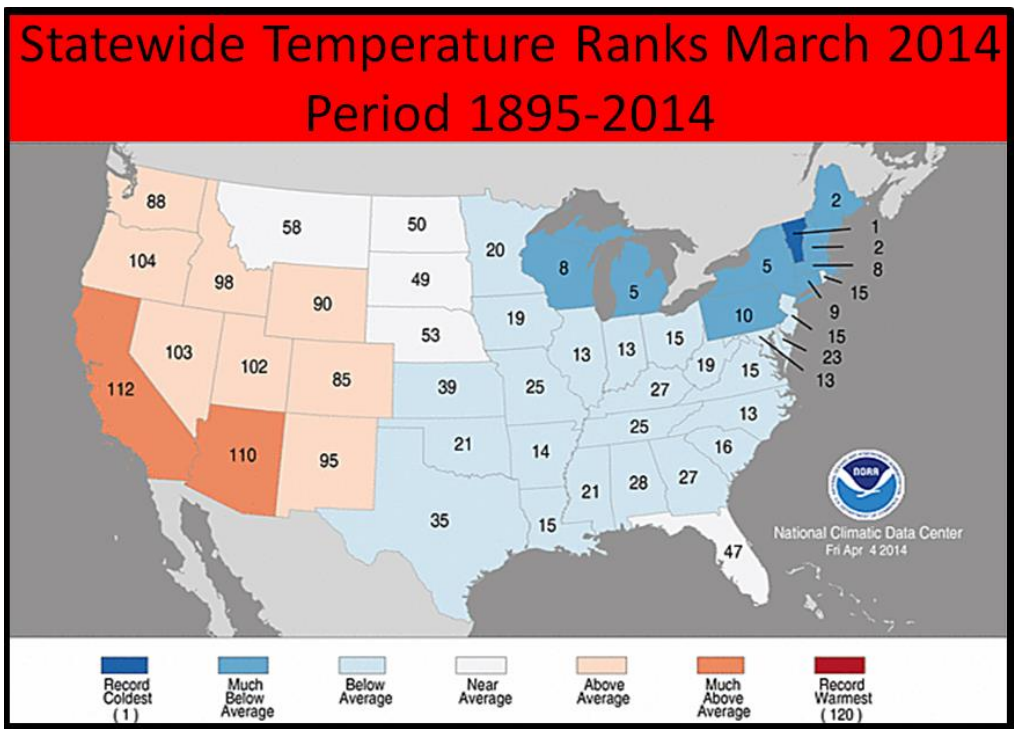 Statewide Temperature Ranks March 2014
Period 1895-2014
88
58
50
20
2
1
2
8
15
9
15
23
13
104
98
90
49
8
5
5
10
19
53
103
102
85
39
25
13
13
15
19
15
27
112
110
95
21
14
25
13
16
35
15
21
28
27
47
NOAA
National Climatic Data Center
Fri Apr 4 2014
Record
Coldest
(1)
Much
Below
Average
Below
Average
Near
Average
Above
Average
Much
Above
Average
Record
Warmest
(120)